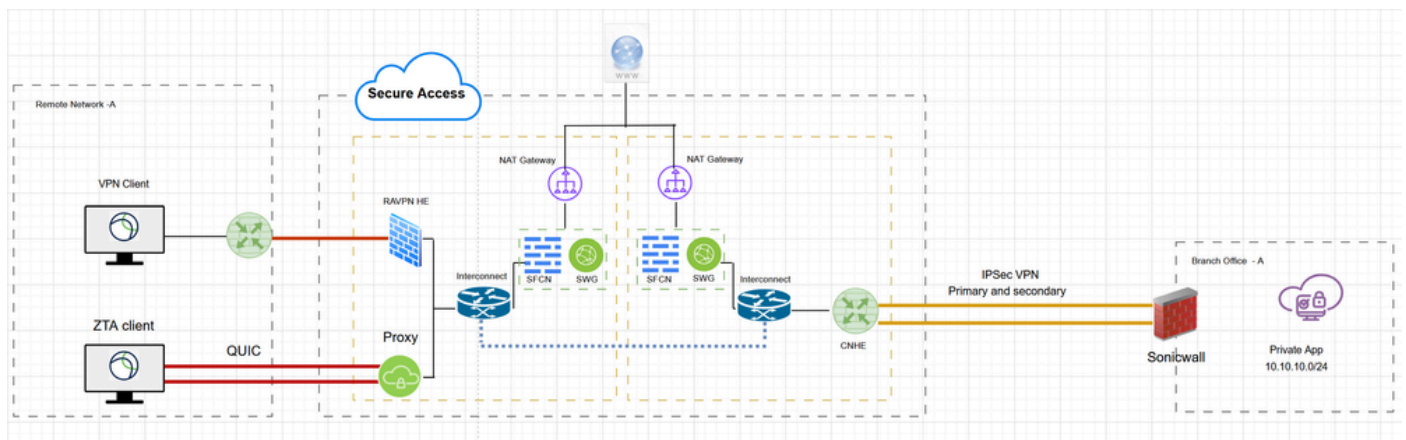 WWW
Secure Access
Remote Network -A
NAT Gateway
NAT Gateway
VPN Client
RAVPN HE
Interconnect
SFCN
SWG
SFCN
SWG
Interconnect
IPSec VPN
Primary and secondary
Branch Office - A
ZTA client
QUIC
Proxy
CNHE
Sonicwall
Private App
10.10.10.0/24